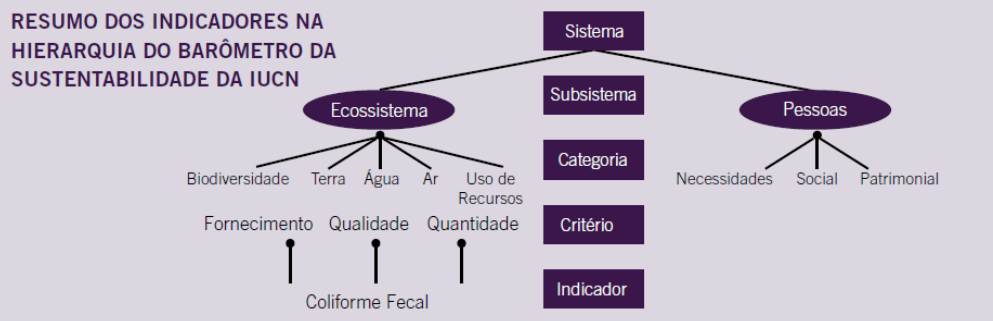 RESUMO DOS INDICADORES NA
HIERARQUIA DO BARÔMETRO DA
SUSTENTABILIDADE DA IUCN
Sistema
Subsistema
Ecossistema
Pessoas
Categoria
Biodiversidade Terra Água Ar Uso de
Recursos
Necessidades Social Patrimonial
Fornecimento Qualidade Quantidade
Critério
Indicador
Coliforme Fecal